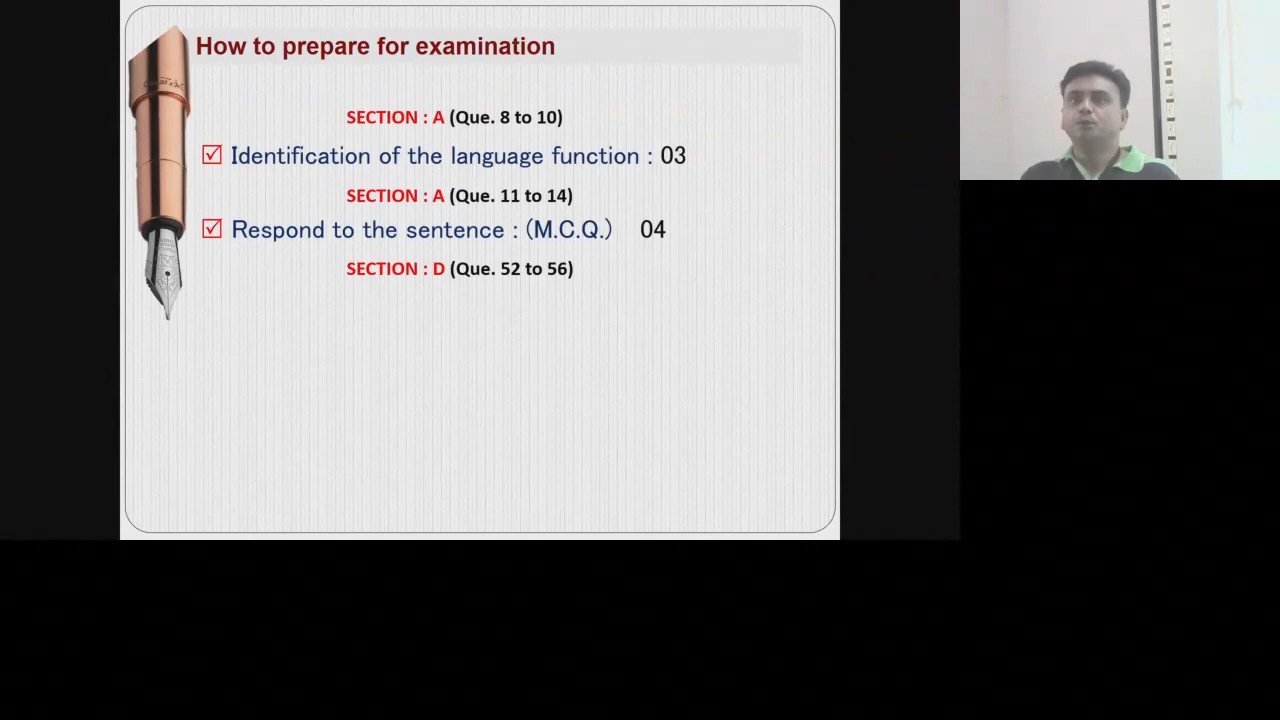 How to prepare for examination
SECTION : A (Que. 8 to 10)
Identification of the language function : 03
SECTION : A (Que. 11 to 14)
Respond to the sentence : (M.C.Q.) 04
SECTION : D (Que. 52 to 56)